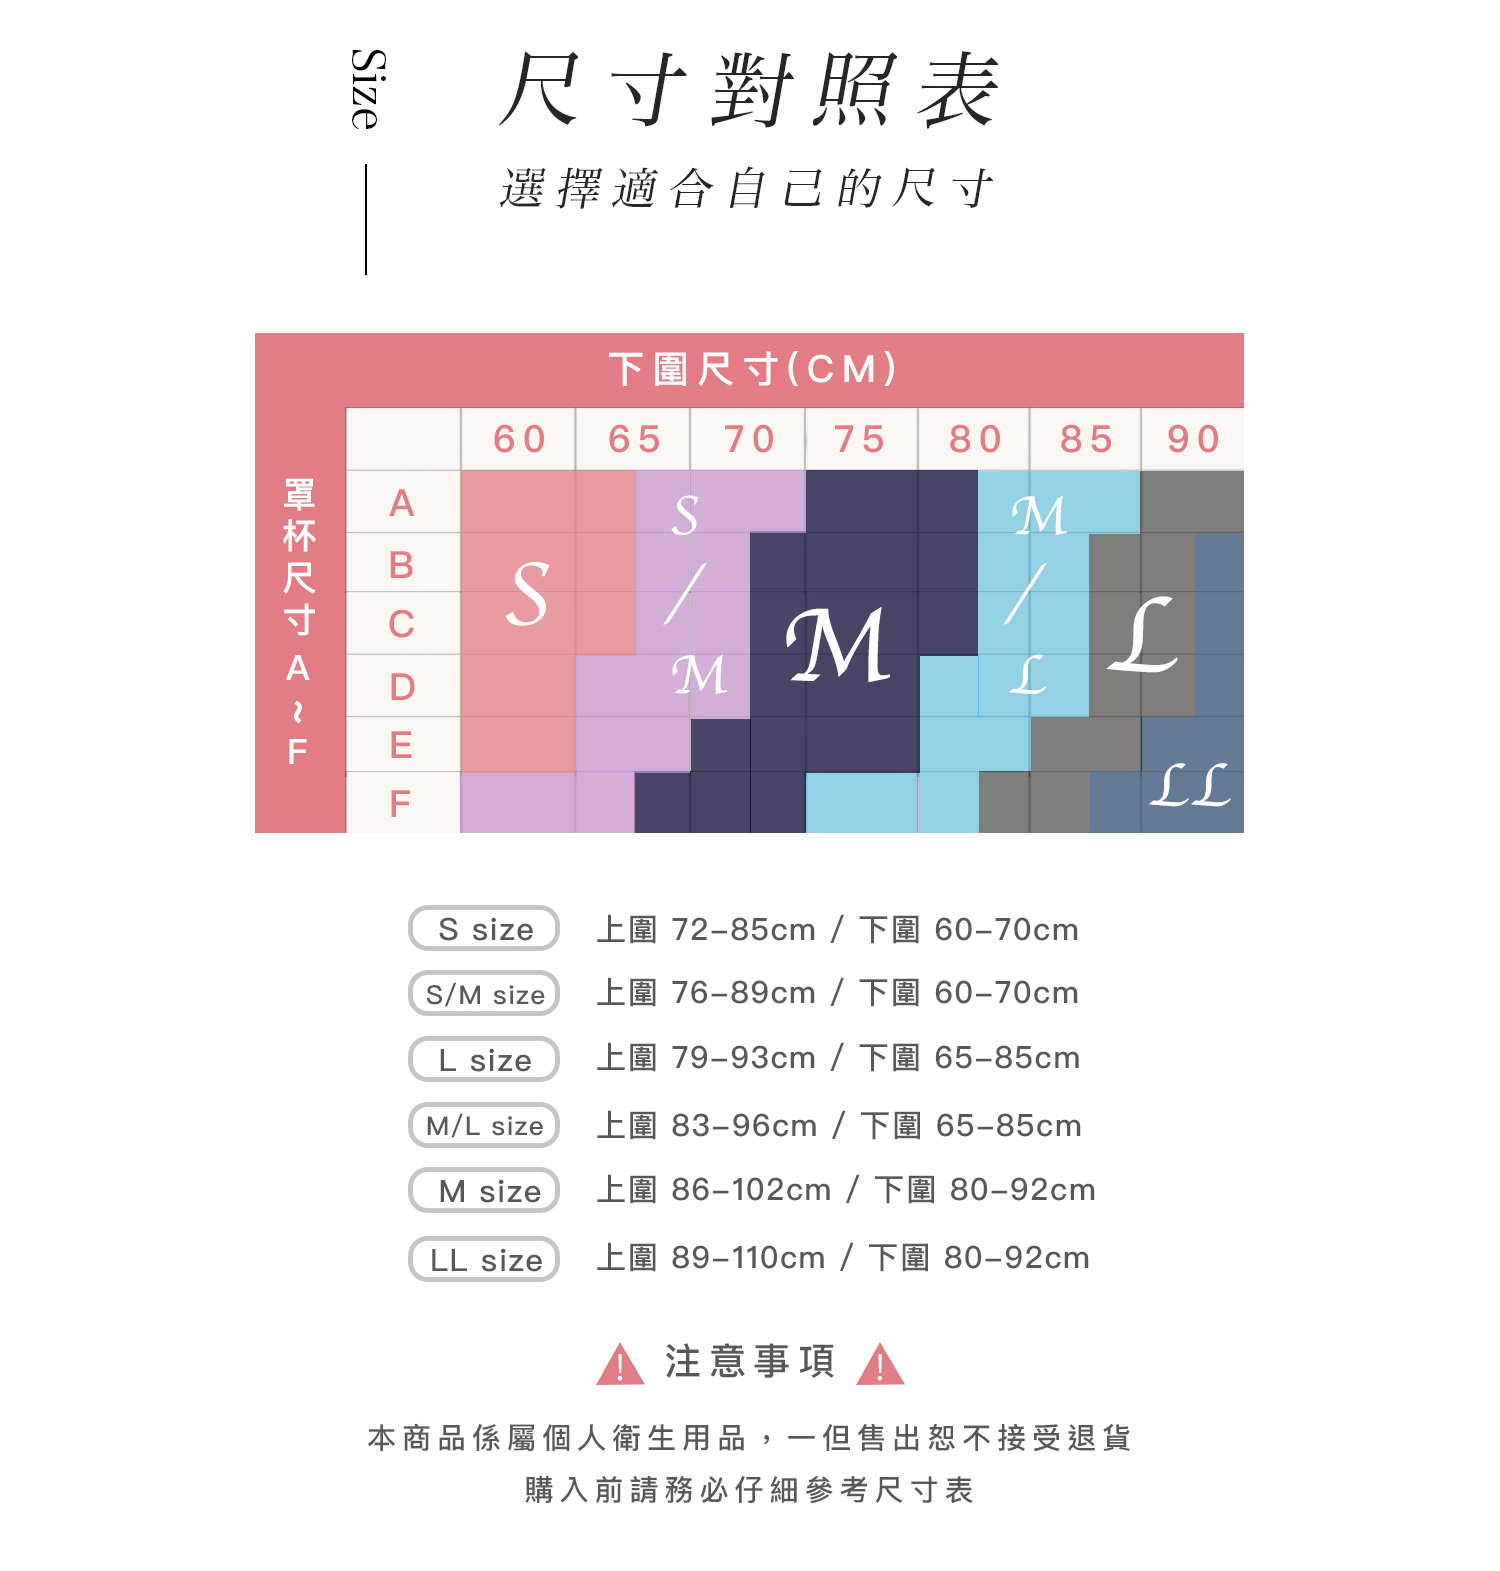 Size
尺寸對照表
選擇適合自己的尺寸
下圍尺寸(CM)
60 65 70 75 80 85 90
罩杯尺寸A~F
A
B
C
D
E
F
S
S/M
M
M/L
L
LL
S size 上圍 72-85cm / 下圍 60-70cm
S/M size 上圍 76-89cm / 下圍 60-70cm
L size 上圍 79-93cm / 下圍 65-85cm
M/L size 上圍 83-96cm / 下圍 65-85cm
M size 上圍 86-102cm / 下圍 80-92cm
LL size 上圍 89-110cm / 下圍 80-92cm
! 注意事項 !
本商品係屬個人衛生用品，一但售出恕不接受退貨
購入前請務必仔細參考尺寸表